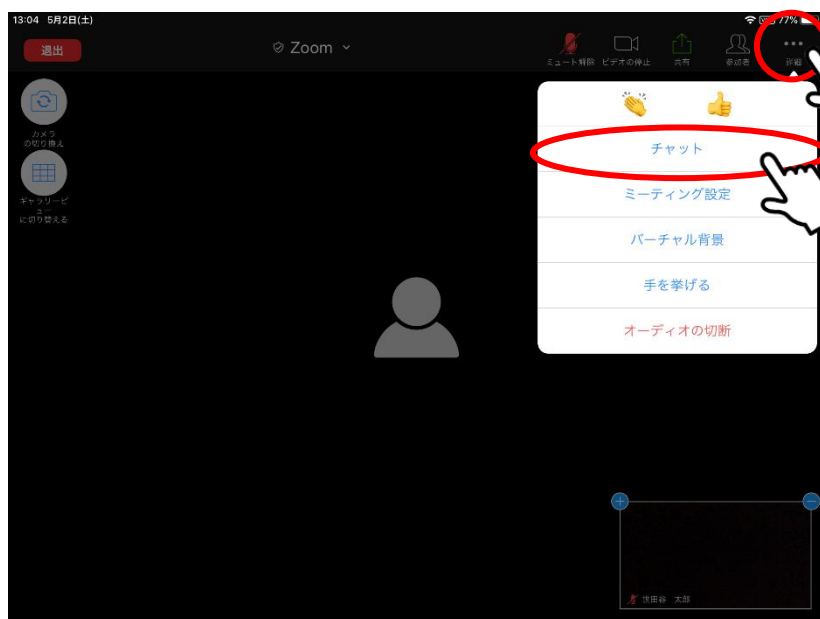 13:04 5月2日(土)
77%
退出
Zoom
ミュート解除 ビデオの停止 共有 参加者 詳細
カメラ
の切り換え
ギャラリービ
ュー
に切り替える
チャット
ミーティング設定
バーチャル背景
手を挙げる
オーディオの切断
世田谷 太郎